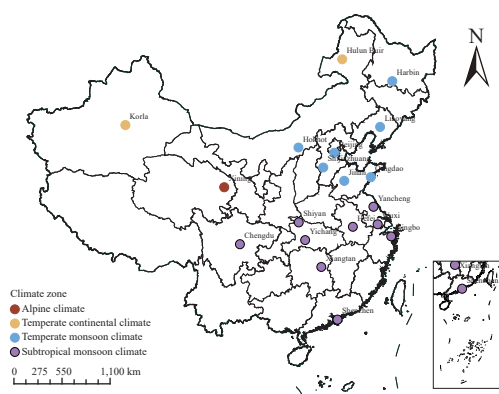 N
Hulun Buir
Harbin
Korla
Liaoyang
Hohhot
Beijing
Shijiazhuang
Jinan
Qingdao
Xining
Yancheng
Shiyan
Hefei
Wuxi
Chengdu
Yichang
Ningbo
Xiangtan
Shenzhen
Xiangtan
Shenzhen
Climate zone
Alpine climate
Temperate continental climate
Temperate monsoon climate
Subtropical monsoon climate
0 275 550 1,100 km